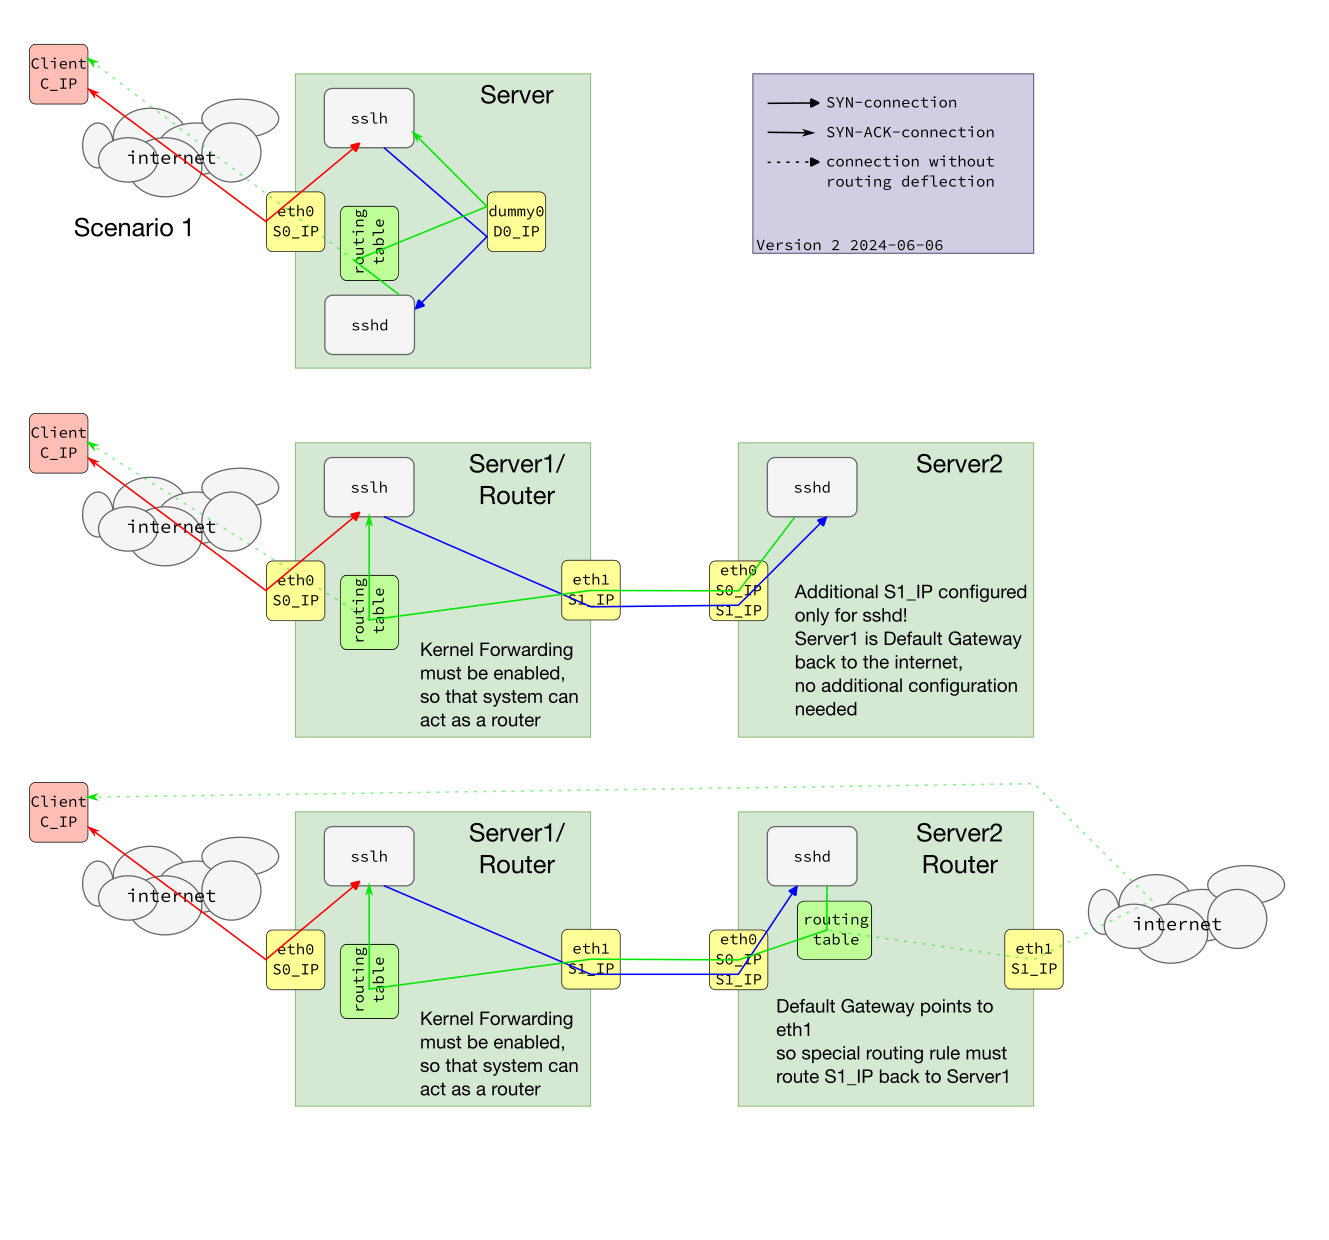 Client
C_IP
internet
Scenario 1
Server
sslh
eth0
S0_IP
routing
table
dummy0
D0_IP
sshd
SYN-connection
SYN-ACK-connection
connection without
routing deflection
Version 2 2024-06-06
Client
C_IP
internet
Server1/
Router
sslh
eth0
S0_IP
routing
table
eth1
S1_IP
Kernel Forwarding
must be enabled,
so that system can
act as a router
Server2
sshd
eth0
S0_IP
S1_IP
Additional S1_IP configured
only for sshd!
Server1 is Default Gateway
back to the internet,
no additional configuration
needed
Client
C_IP
internet
Server1/
Router
sslh
eth0
S0_IP
routing
table
eth1
S1_IP
Kernel Forwarding
must be enabled,
so that system can
act as a router
Server2
Router
sshd
routing
table
eth0
S0_IP
S1_IP
eth1
S1_IP
internet
Default Gateway points to
eth1
so special routing rule must
route S1_IP back to Server1